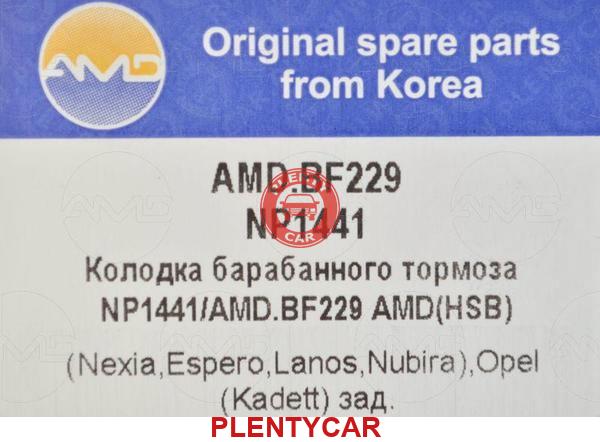 AMD
Original spare parts
from Korea
AMD.BF229
NP1441
PLENTY
CAR
Колодка барабанного тормоза
NP1441/AMD.BF229 AMD(HSB)
(Nexia,Espero,Lanos,Nubira),Opel
(Kadett) зад.
PLENTYCAR